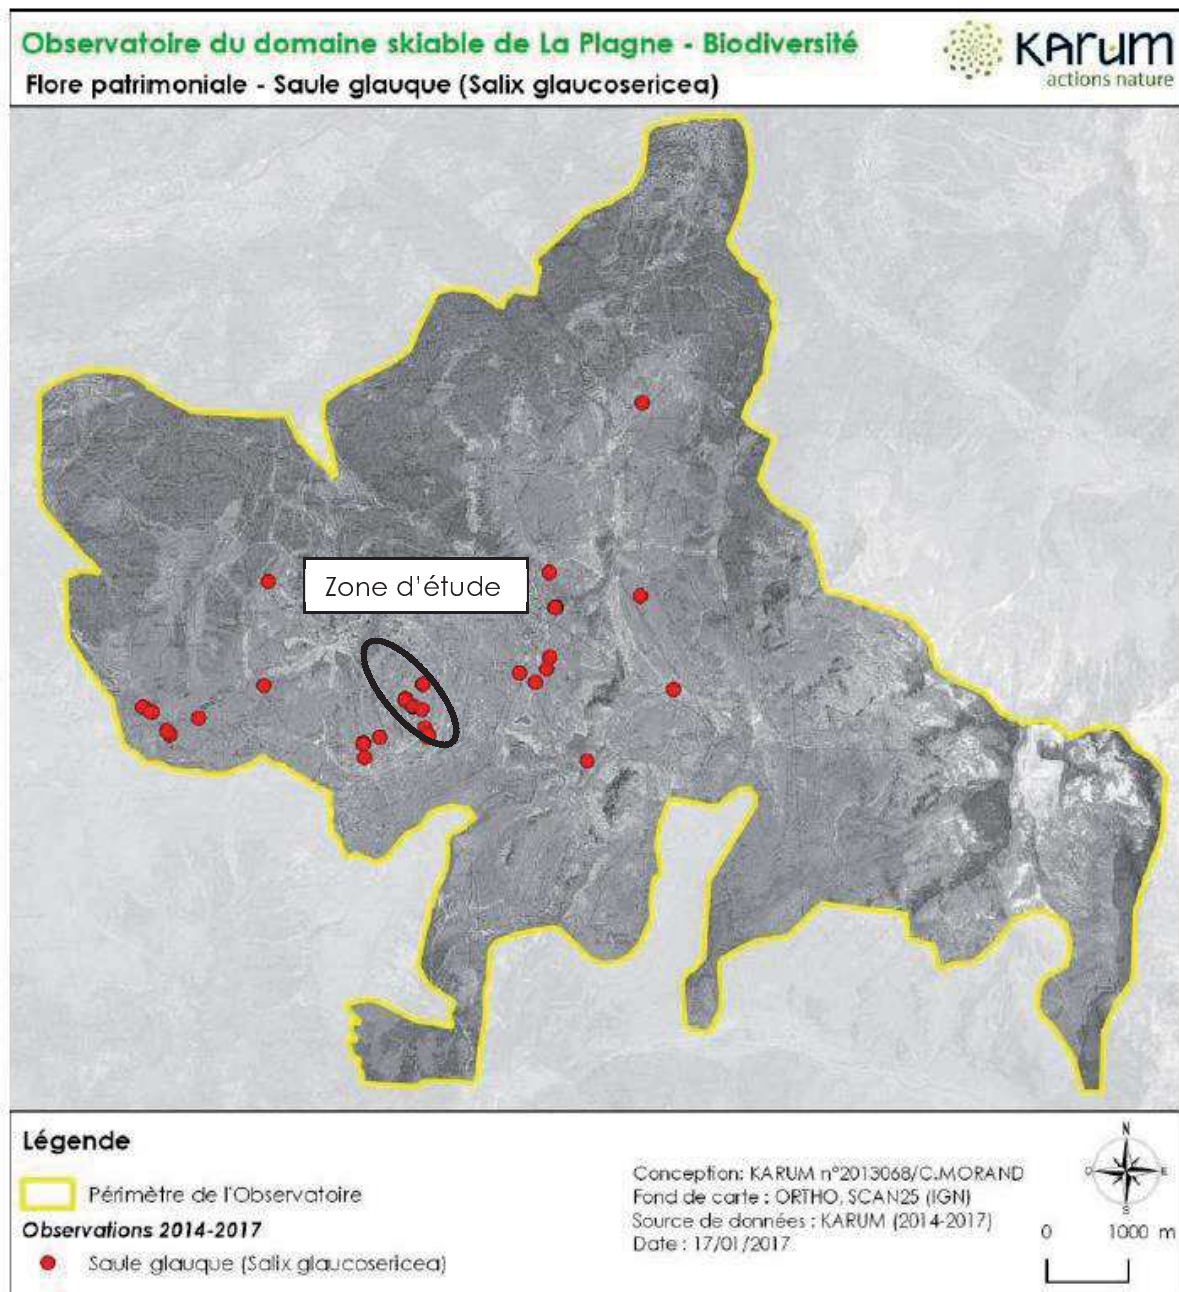 Observatoire du domaine skiable de La Plagne - Biodiversité
Flore patrimoniale - Saule glauque (Salix glaucosericea)
KARUM
actions nature
Zone d'étude
Légende
Périmètre de l'Observatoire
Observations 2014-2017
Saule glauque (Salix glaucosericea)
Conception: KARUM n°2013068/C.MORAND
Fond de carte : ORTHO, SCAN25 (IGN)
Source de données : KARUM (2014-2017)
Date : 17/01/2017
N
O
E
S
0 1000 m